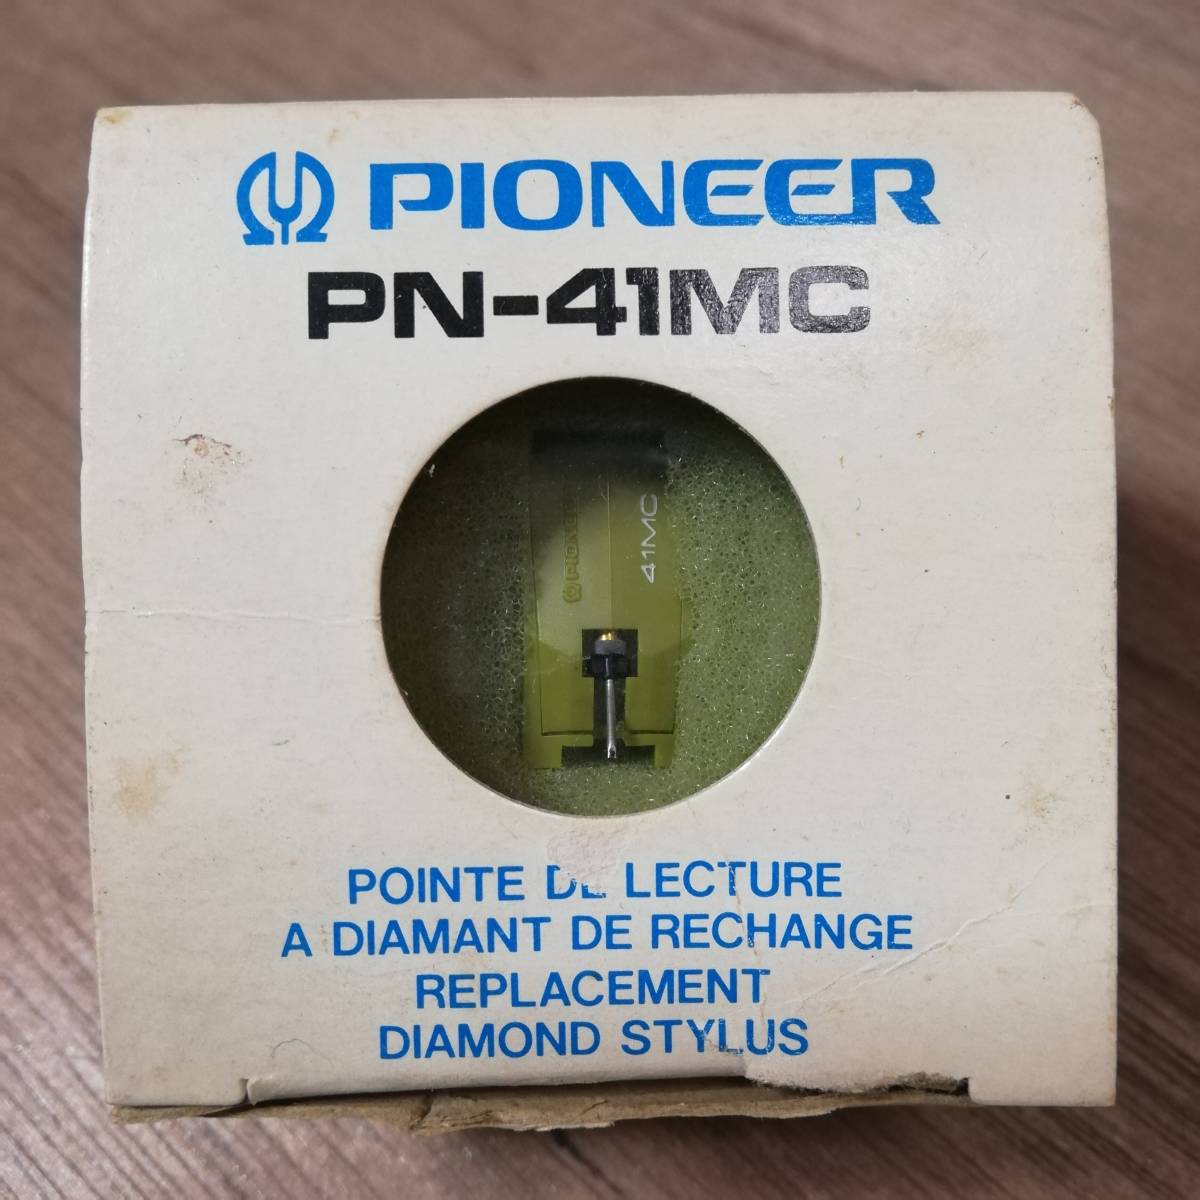 PIONEER
PN-41MC
PIONEER
41MC
POINTE DE LECTURE
A DIAMANT DE RECHANGE
REPLACEMENT
DIAMOND STYLUS